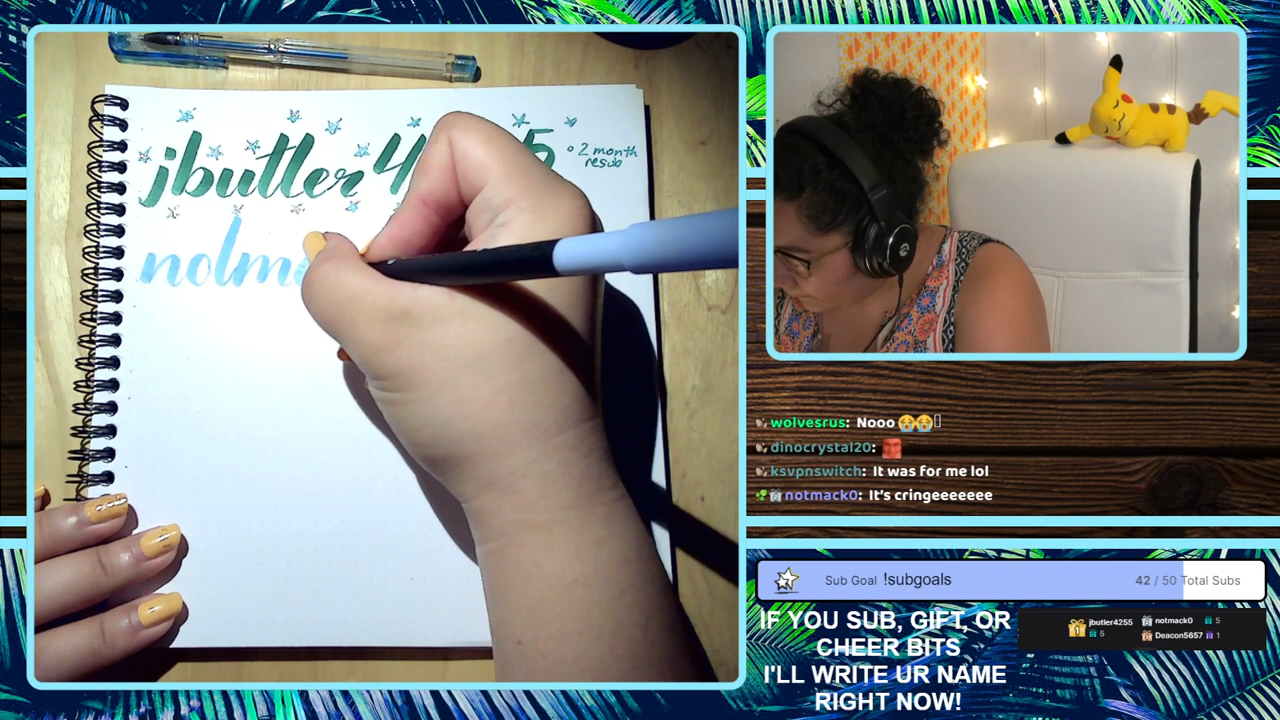 jbutler4 5
2 month
resub
notm
wolvesrus: Nooo 😭😭
dinocrystal20:
ksvpnswitch: It was for me lol
notmack0: It's cringeeeeeee
Sub Goal !subgoals 42 / 50 Total Subs
IF YOU SUB, GIFT, OR
CHEER BITS
I'LL WRITE UR NAME
RIGHT NOW!
1 jbutler4255 5
notmack0 5
Deacon5657 1